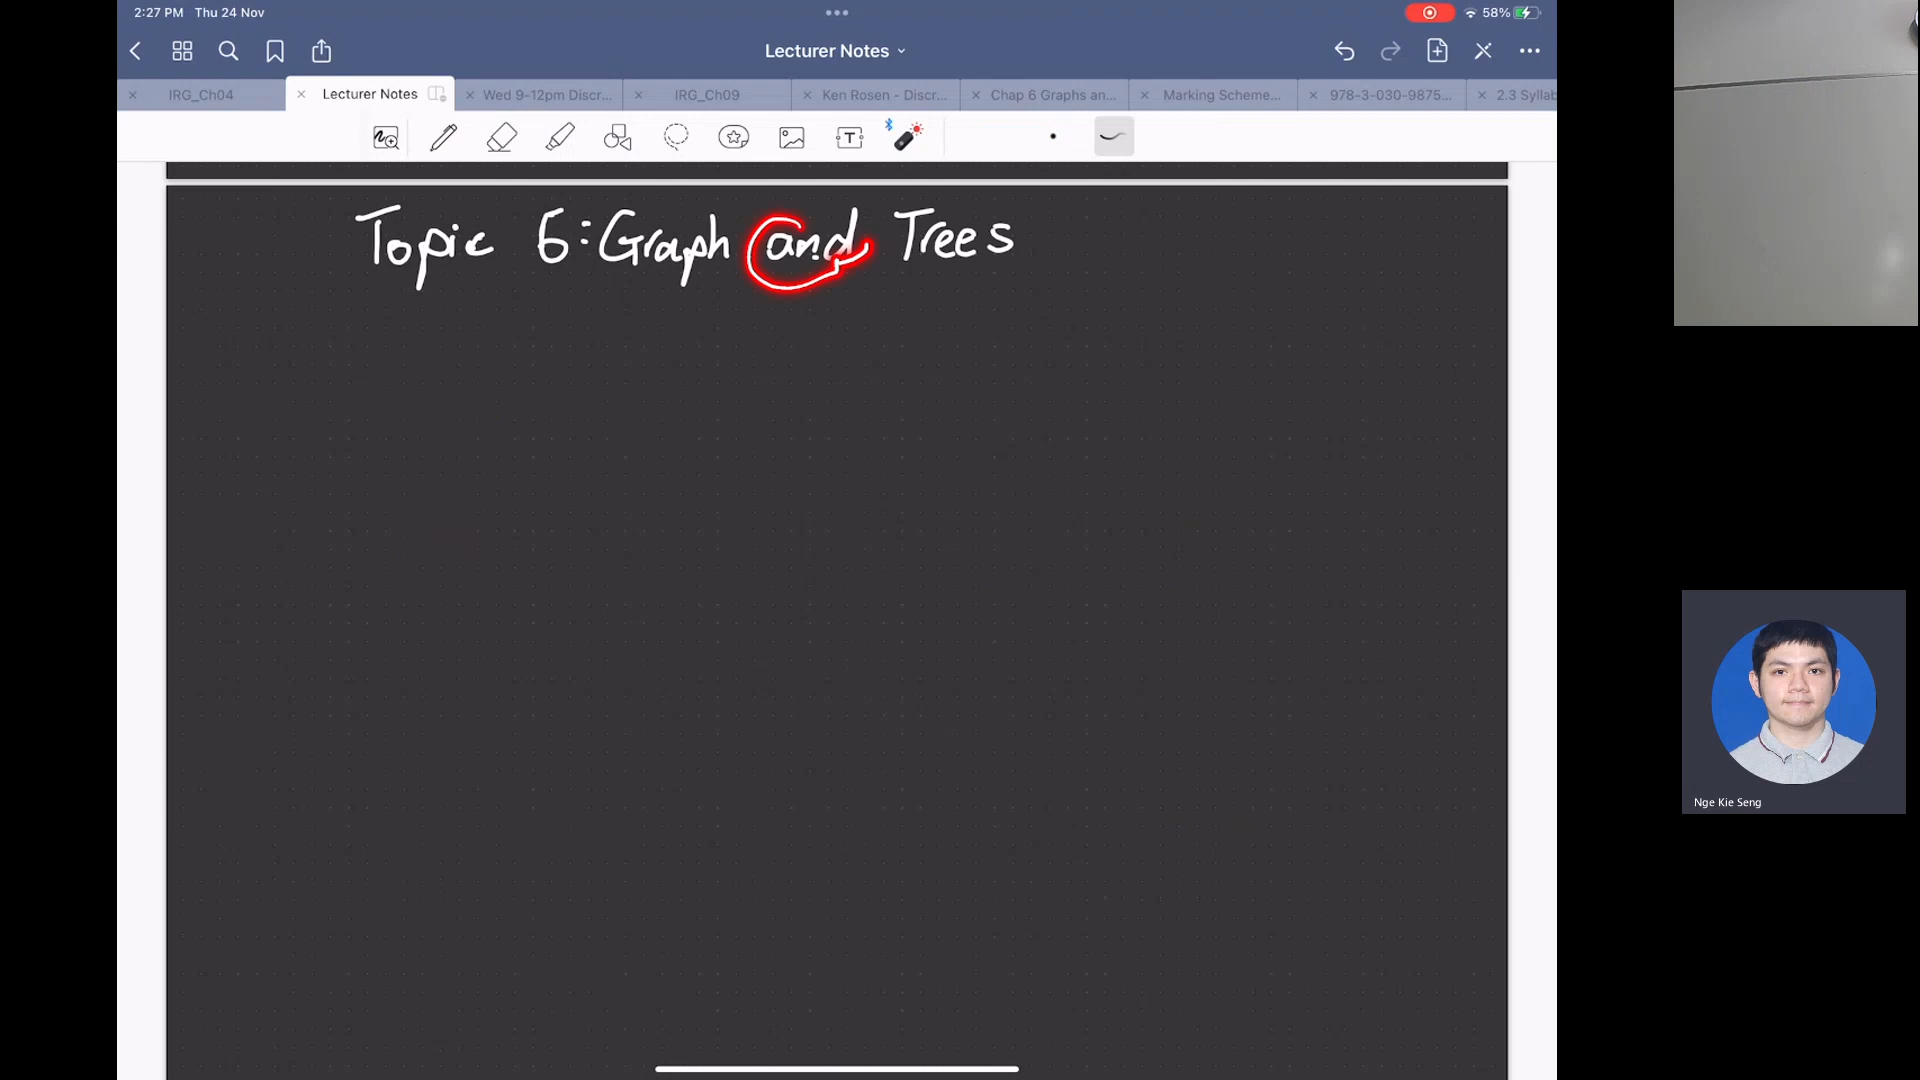 2:27 PM Thu 24 Nov
58%
Lecturer Notes
IRG_Ch04
Lecturer Notes
Wed 9-12pm Discr...
IRG_Ch09
Ken Rosen - Discr...
Chap 6 Graphs an...
Marking Scheme...
978-3-030-9875...
2.3 Syllab
Topic 6: Graph and Trees
Nge Kie Seng